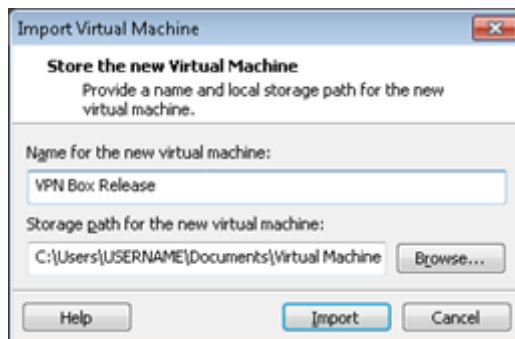 Import Virtual Machine
Store the new Virtual Machine
Provide a name and local storage path for the new
virtual machine.
Name for the new virtual machine:
VPN Box Release
Storage path for the new virtual machine:
C:\Users\USERNAME\Documents\Virtual Machine
Browse...
Help
Import
Cancel